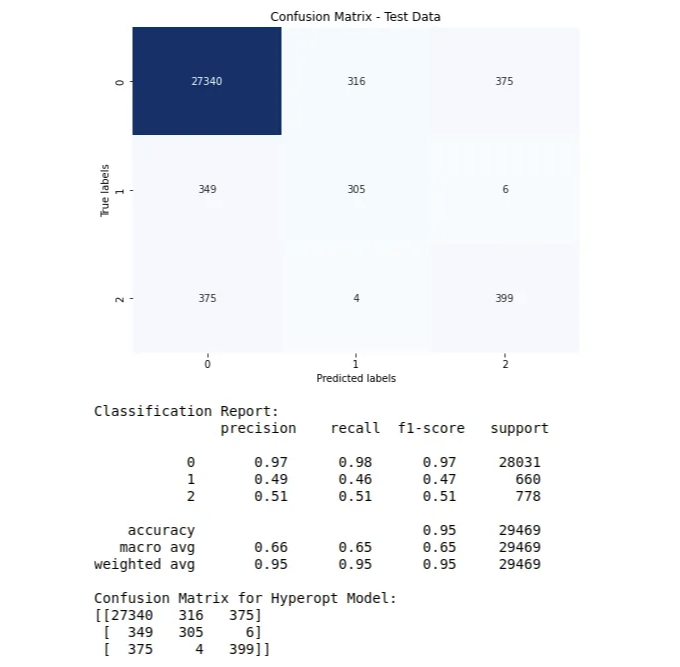 Confusion Matrix - Test Data
0 27340 316 375
1 349 305 6
2 375 4 399
True labels
0 1 2
Predicted labels
Classification Report:
precision recall f1-score support
0 0.97 0.98 0.97 28031
1 0.49 0.46 0.47 660
2 0.51 0.51 0.51 778
accuracy 0.95 29469
macro avg 0.66 0.65 0.65 29469
weighted avg 0.95 0.95 0.95 29469
Confusion Matrix for Hyperopt Model:
[[27340 316 375]
[ 349 305 6]
[ 375 4 399]]